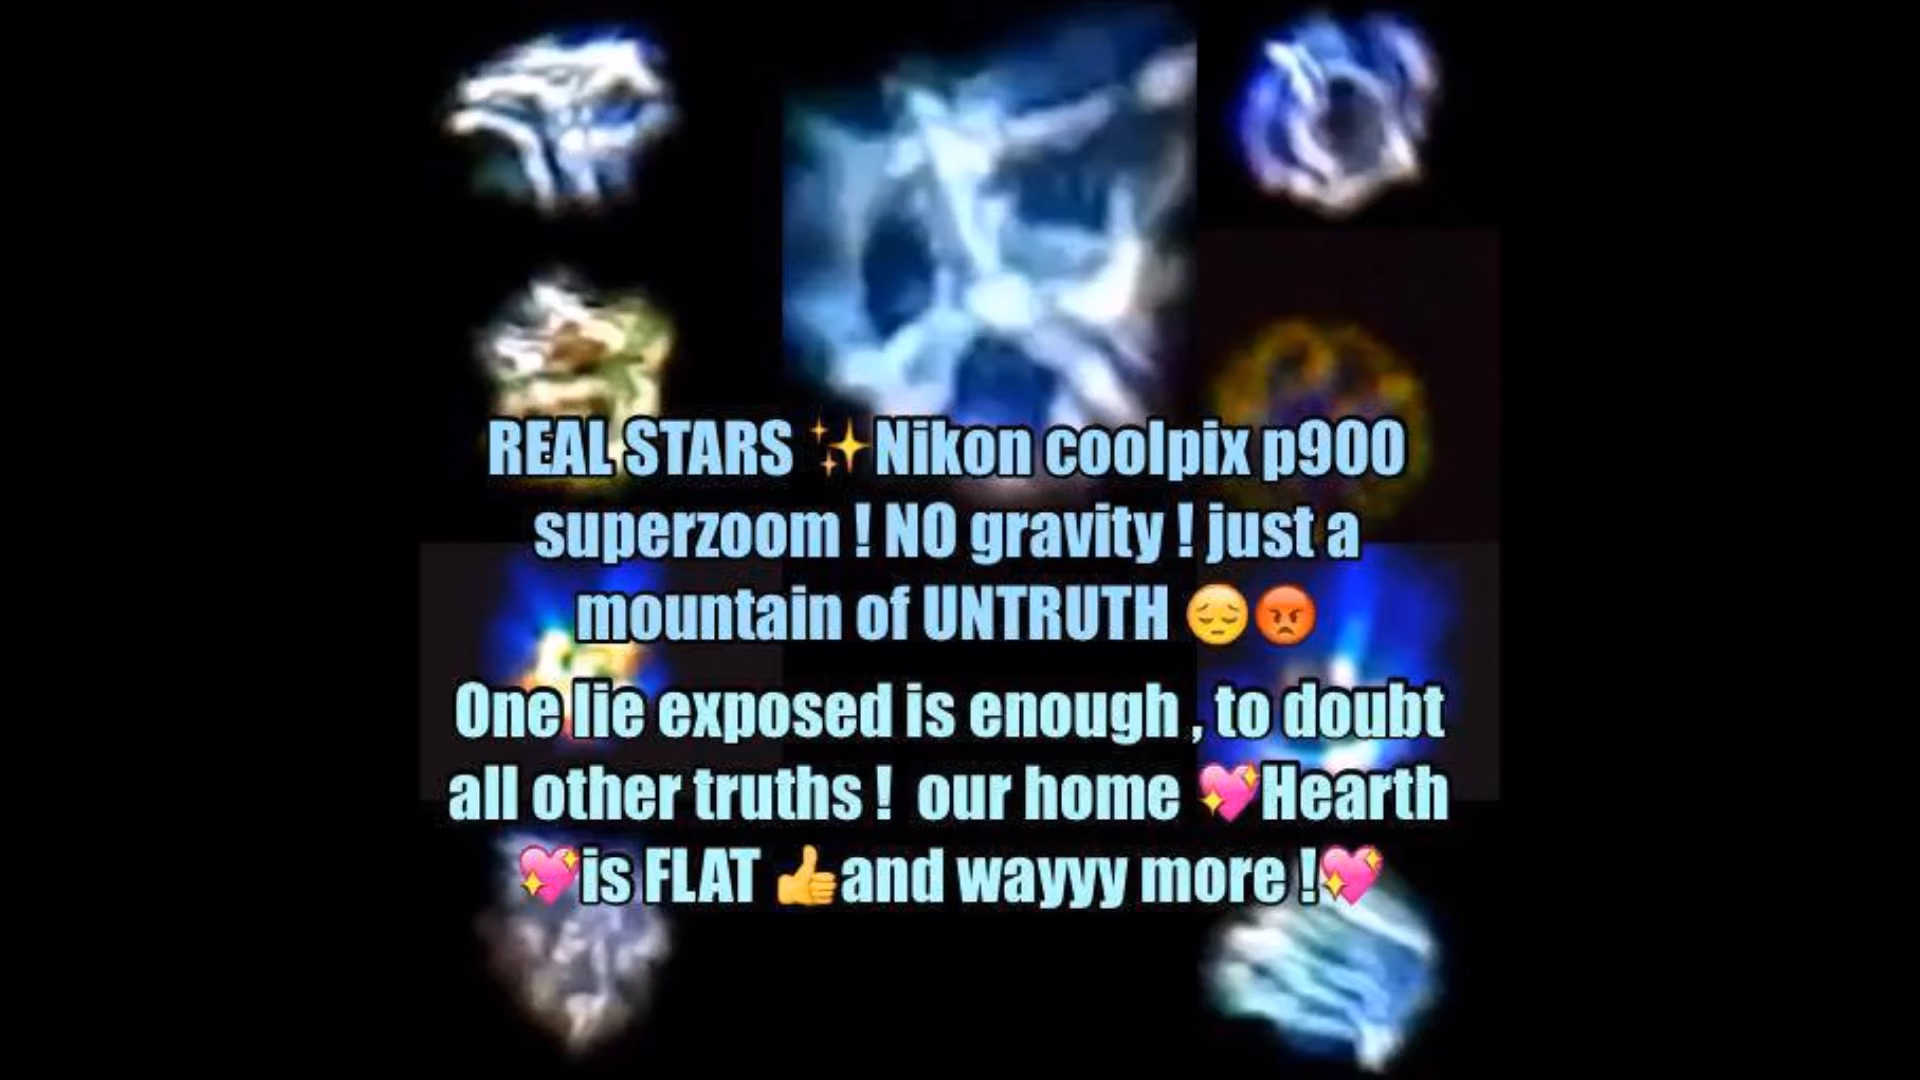 REAL STARS ✨Nikon coolpix p900
superzoom ! NO gravity ! just a
mountain of UNTRUTH 😔😡
One lie exposed is enough , to doubt
all other truths ! our home 💖Hearth
💖is FLAT 👍and wayyy more !💖